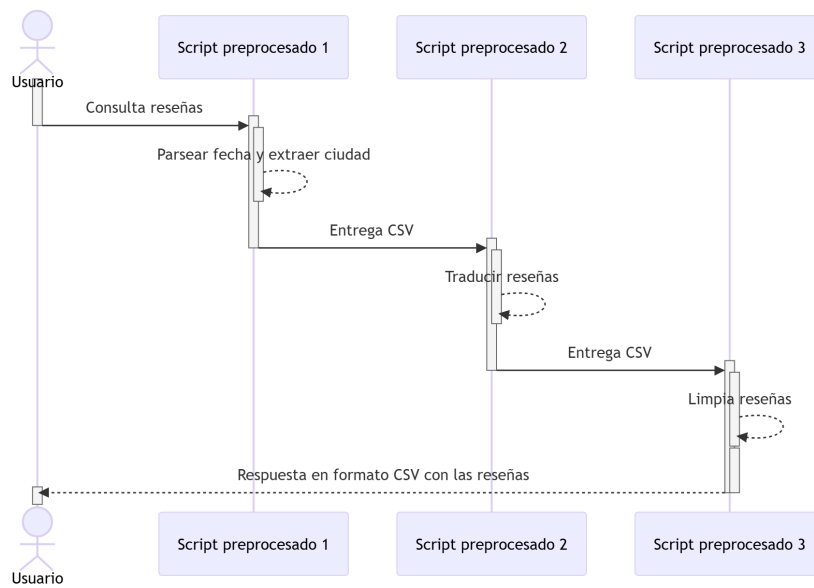 Script preprocesado 1
Script preprocesado 2
Script preprocesado 3
Usuario
Consulta reseñas
Parsear fecha y extraer ciudad
Entrega CSV
Traducir reseñas
Entrega CSV
Limpia reseñas
Respuesta en formato CSV con las reseñas
Script preprocesado 1
Script preprocesado 2
Script preprocesado 3
Usuario